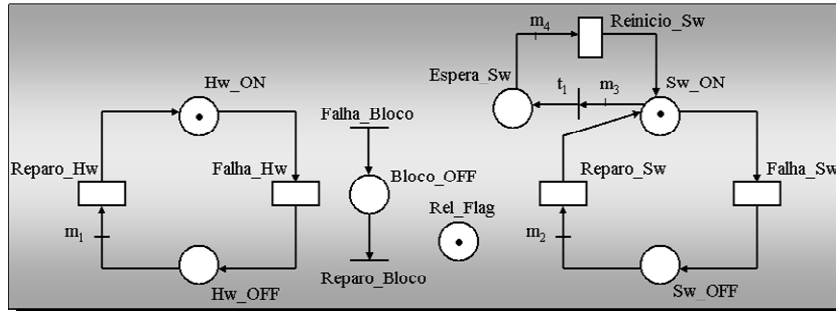 m4
Reinicio_Sw
Espera_Sw
t1
m3
Sw_ON
Hw_ON
Falha_Bloco
Reparo_Hw
Falha_Hw
Bloco_OFF
Reparo_Sw
Falha_Sw
Rel_Flag
m1
m2
Hw_OFF
Reparo_Bloco
Sw_OFF